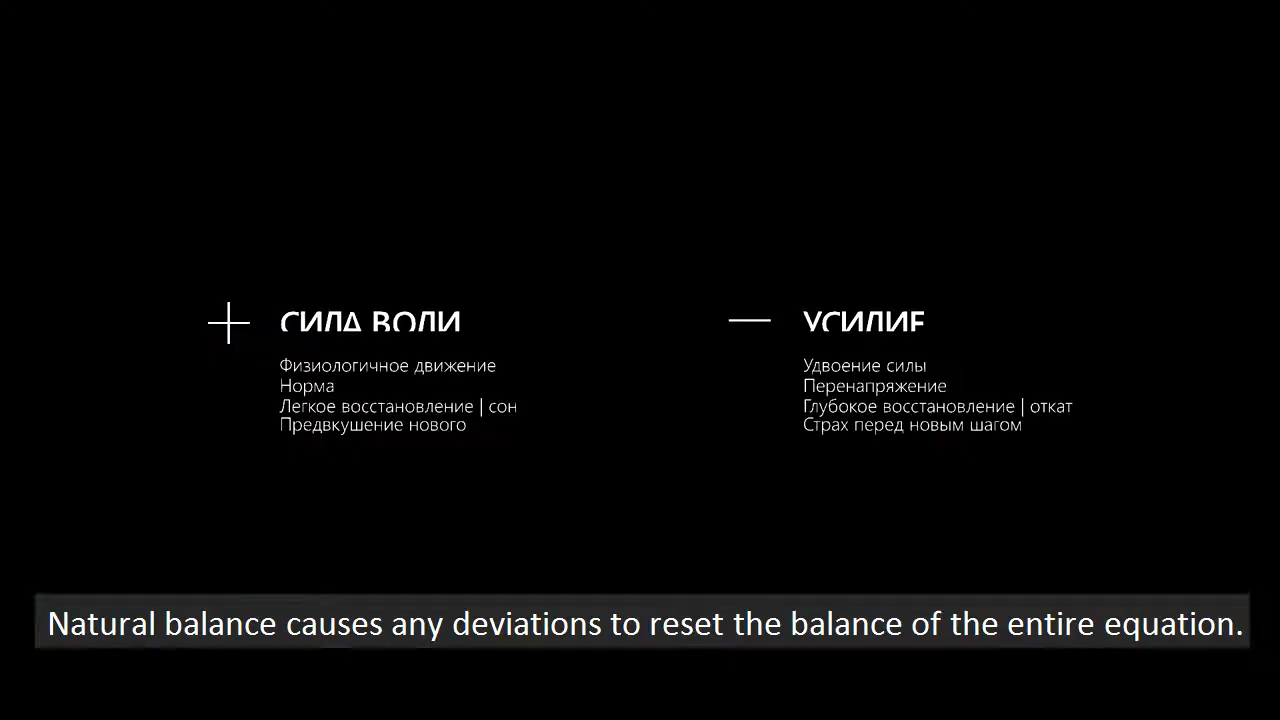 СИЛА ВОЛИ
Физиологичное движение
Норма
Легкое восстановление | сон
Предвкушение нового
УСИЛИЕ
Удвоение силы
Перенапряжение
Глубокое восстановление | откат
Страх перед новым шагом
Natural balance causes any deviations to reset the balance of the entire equation.